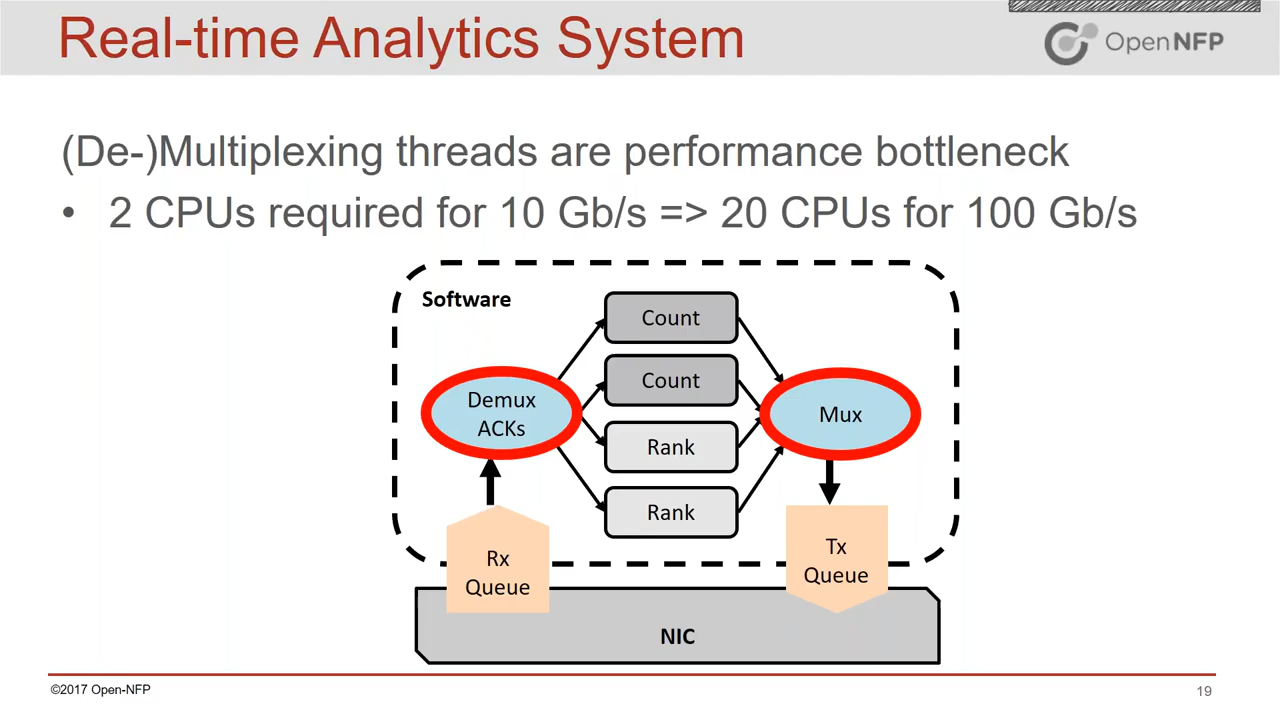 Real-time Analytics System
Open NFP
(De-)Multiplexing threads are performance bottleneck
• 2 CPUs required for 10 Gb/s => 20 CPUs for 100 Gb/s
Software
Count
Count
Demux
ACKs
Mux
Rank
Rank
Rx
Queue
Tx
Queue
NIC
©2017 Open-NFP
19